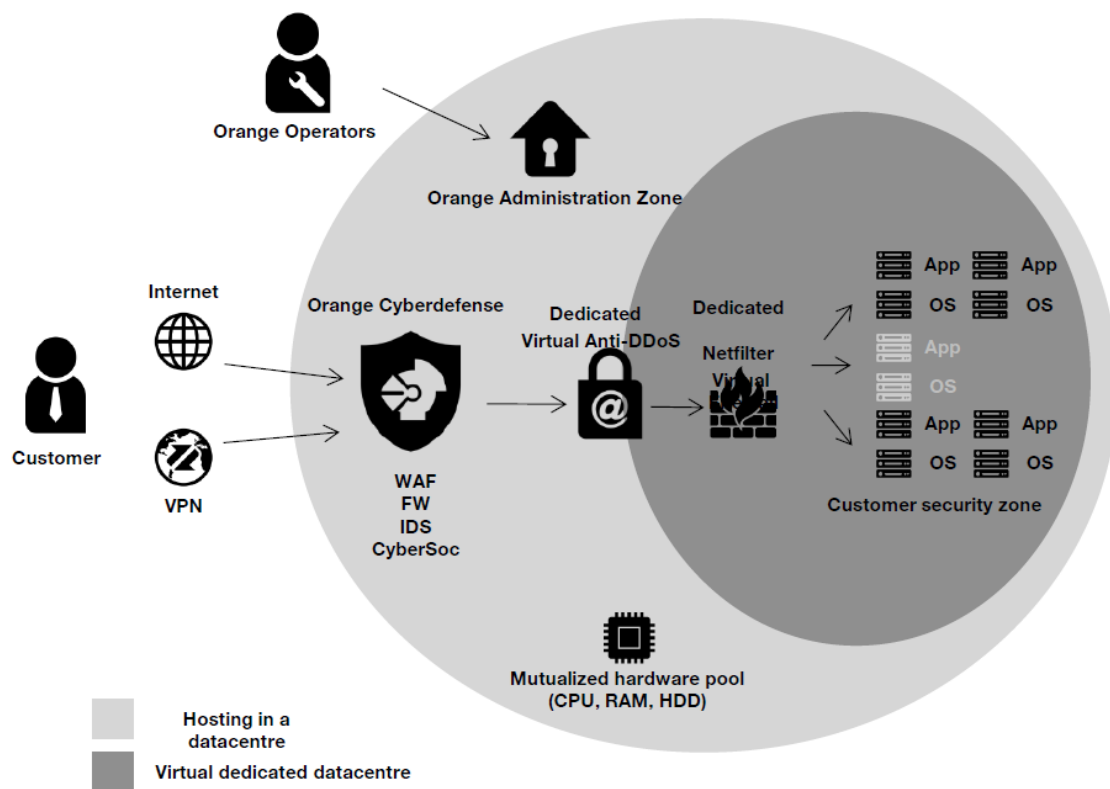 Orange Operators
Orange Administration Zone
Internet
Customer
VPN
Orange Cyberdefense
WAF
FW
IDS
CyberSoc
Dedicated
Virtual Anti-DDoS
@
Dedicated
Netfilter
Virtual
App App
OS OS
App
OS
App App
OS OS
Customer security zone
Mutualized hardware pool
(CPU, RAM, HDD)
Hosting in a
datacentre
Virtual dedicated datacentre